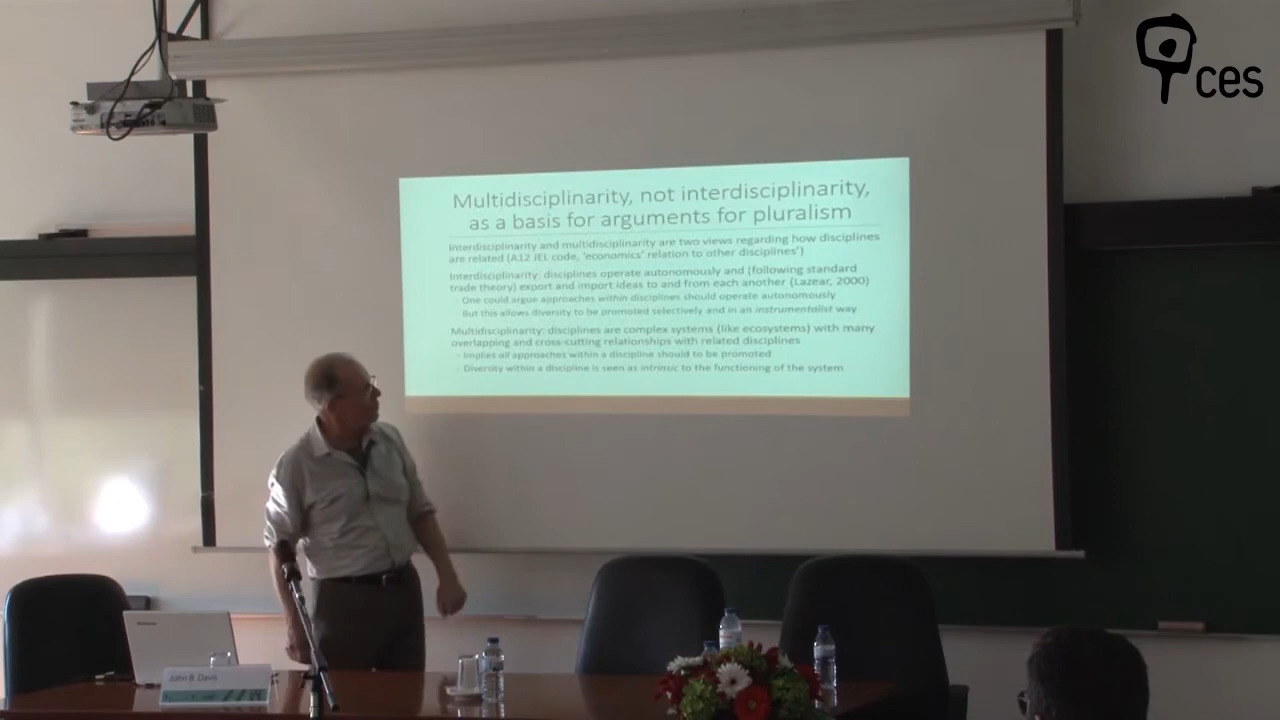 ces
Multidisciplinarity, not interdisciplinarity,
as a basis for arguments for pluralism
Interdisciplinarity and multidisciplinarity are two views regarding how disciplines
are related (A12 JEL code, 'economics' relation to other disciplines')
Interdisciplinarity: disciplines operate autonomously and (following standard
trade theory) export and import ideas to and from each another (Lazear, 2000)
One could argue approaches within disciplines should operate autonomously
But this allows diversity to be promoted selectively and in an instrumentalist way
Multidisciplinarity: disciplines are complex systems (like ecosystems) with many
overlapping and cross-cutting relationships with related disciplines
Implies all approaches within a discipline should to be promoted
Diversity within a discipline is seen as intrinsic to the functioning of the system
John B. Davis